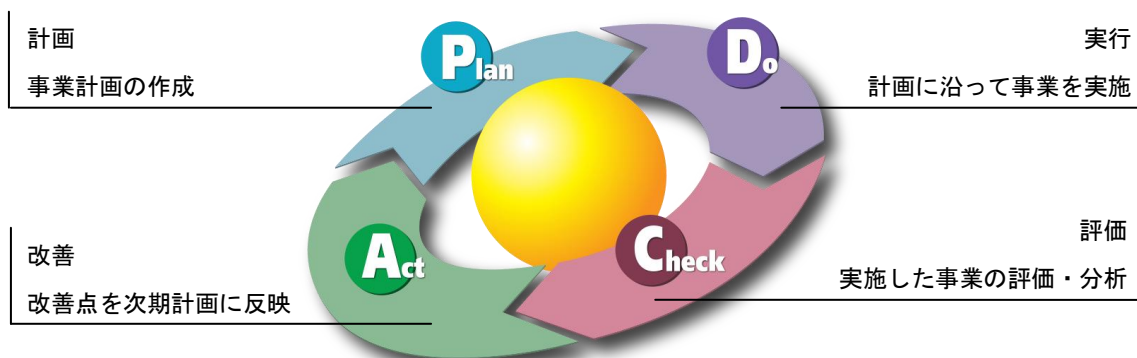 計画
事業計画の作成
Plan
Do
実行
計画に沿って事業を実施
改善
改善点を次期計画に反映
Act
Check
評価
実施した事業の評価・分析